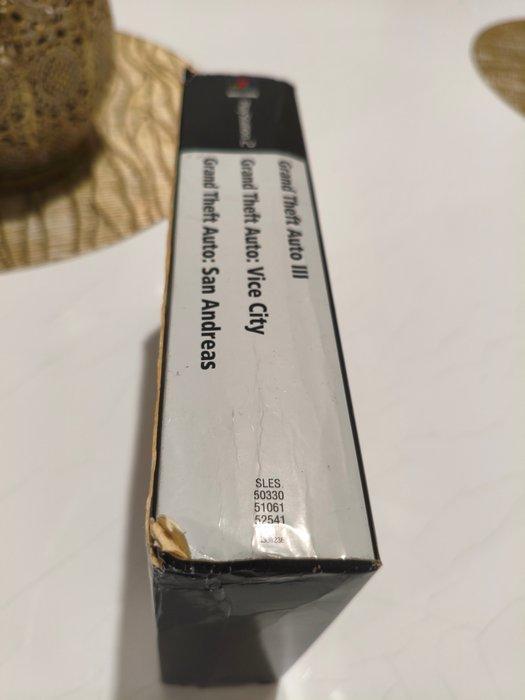 PlayStation 2
Grand Theft Auto III
Grand Theft Auto: Vice City
Grand Theft Auto: San Andreas
SLES
50330
51061
52541